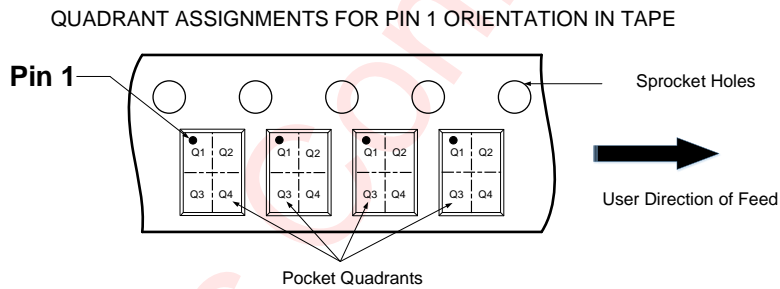 QUADRANT ASSIGNMENTS FOR PIN 1 ORIENTATION IN TAPE
Pin 1
Sprocket Holes
Q1 Q2 Q1 Q2 Q1 Q2 Q1 Q2
Q3 Q4 Q3 Q4 Q3 Q4 Q3 Q4
User Direction of Feed
Pocket Quadrants